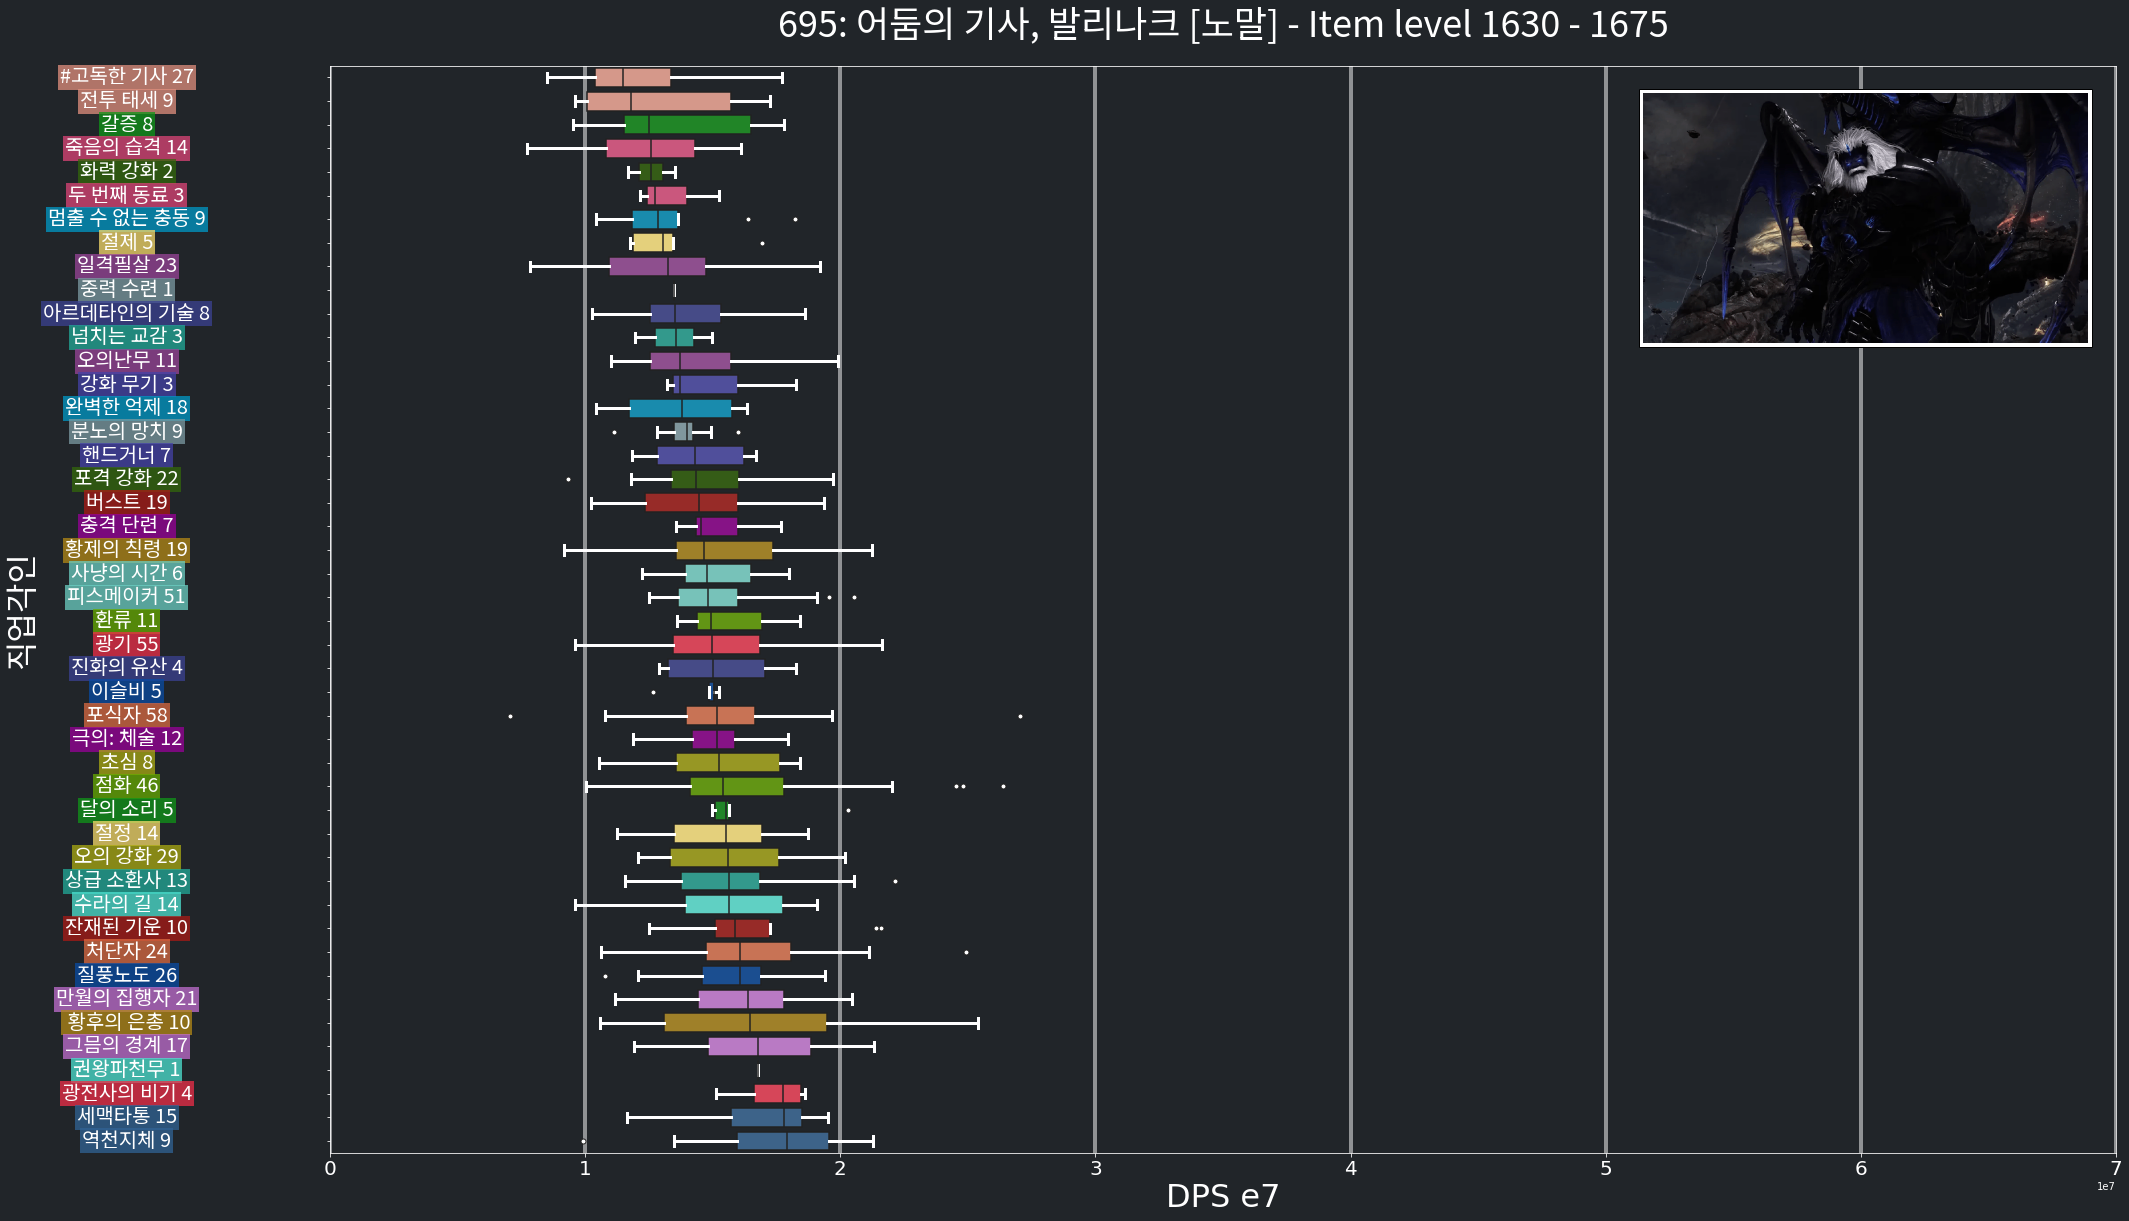 695: 어둠의 기사, 발리나크 [노말] - Item level 1630 - 1675
직업각인
#고독한 기사 27
전투 태세 9
갈증 8
죽음의 습격 14
화력 강화 2
두 번째 동료 3
멈출 수 없는 충동 9
절제 5
일격필살 23
중력 수련 1
아르데타인의 기술 8
넘치는 교감 3
오의난무 11
강화 무기 3
완벽한 억제 18
분노의 망치 9
핸드거너 7
포격 강화 22
버스트 19
충격 단련 7
황제의 칙령 19
사냥의 시간 6
피스메이커 51
환류 11
광기 55
진화의 유산 4
이슬비 5
포식자 58
극의: 체술 12
초심 8
점화 46
달의 소리 5
절정 14
오의 강화 29
상급 소환사 13
수라의 길 14
잔재된 기운 10
처단자 24
질풍노도 26
만월의 집행자 21
황후의 은총 10
그믐의 경계 17
권왕파천무 1
광전사의 비기 4
세맥타통 15
역천지체 9
0 1 2 3 4 5 6 7
1e7
DPS e7